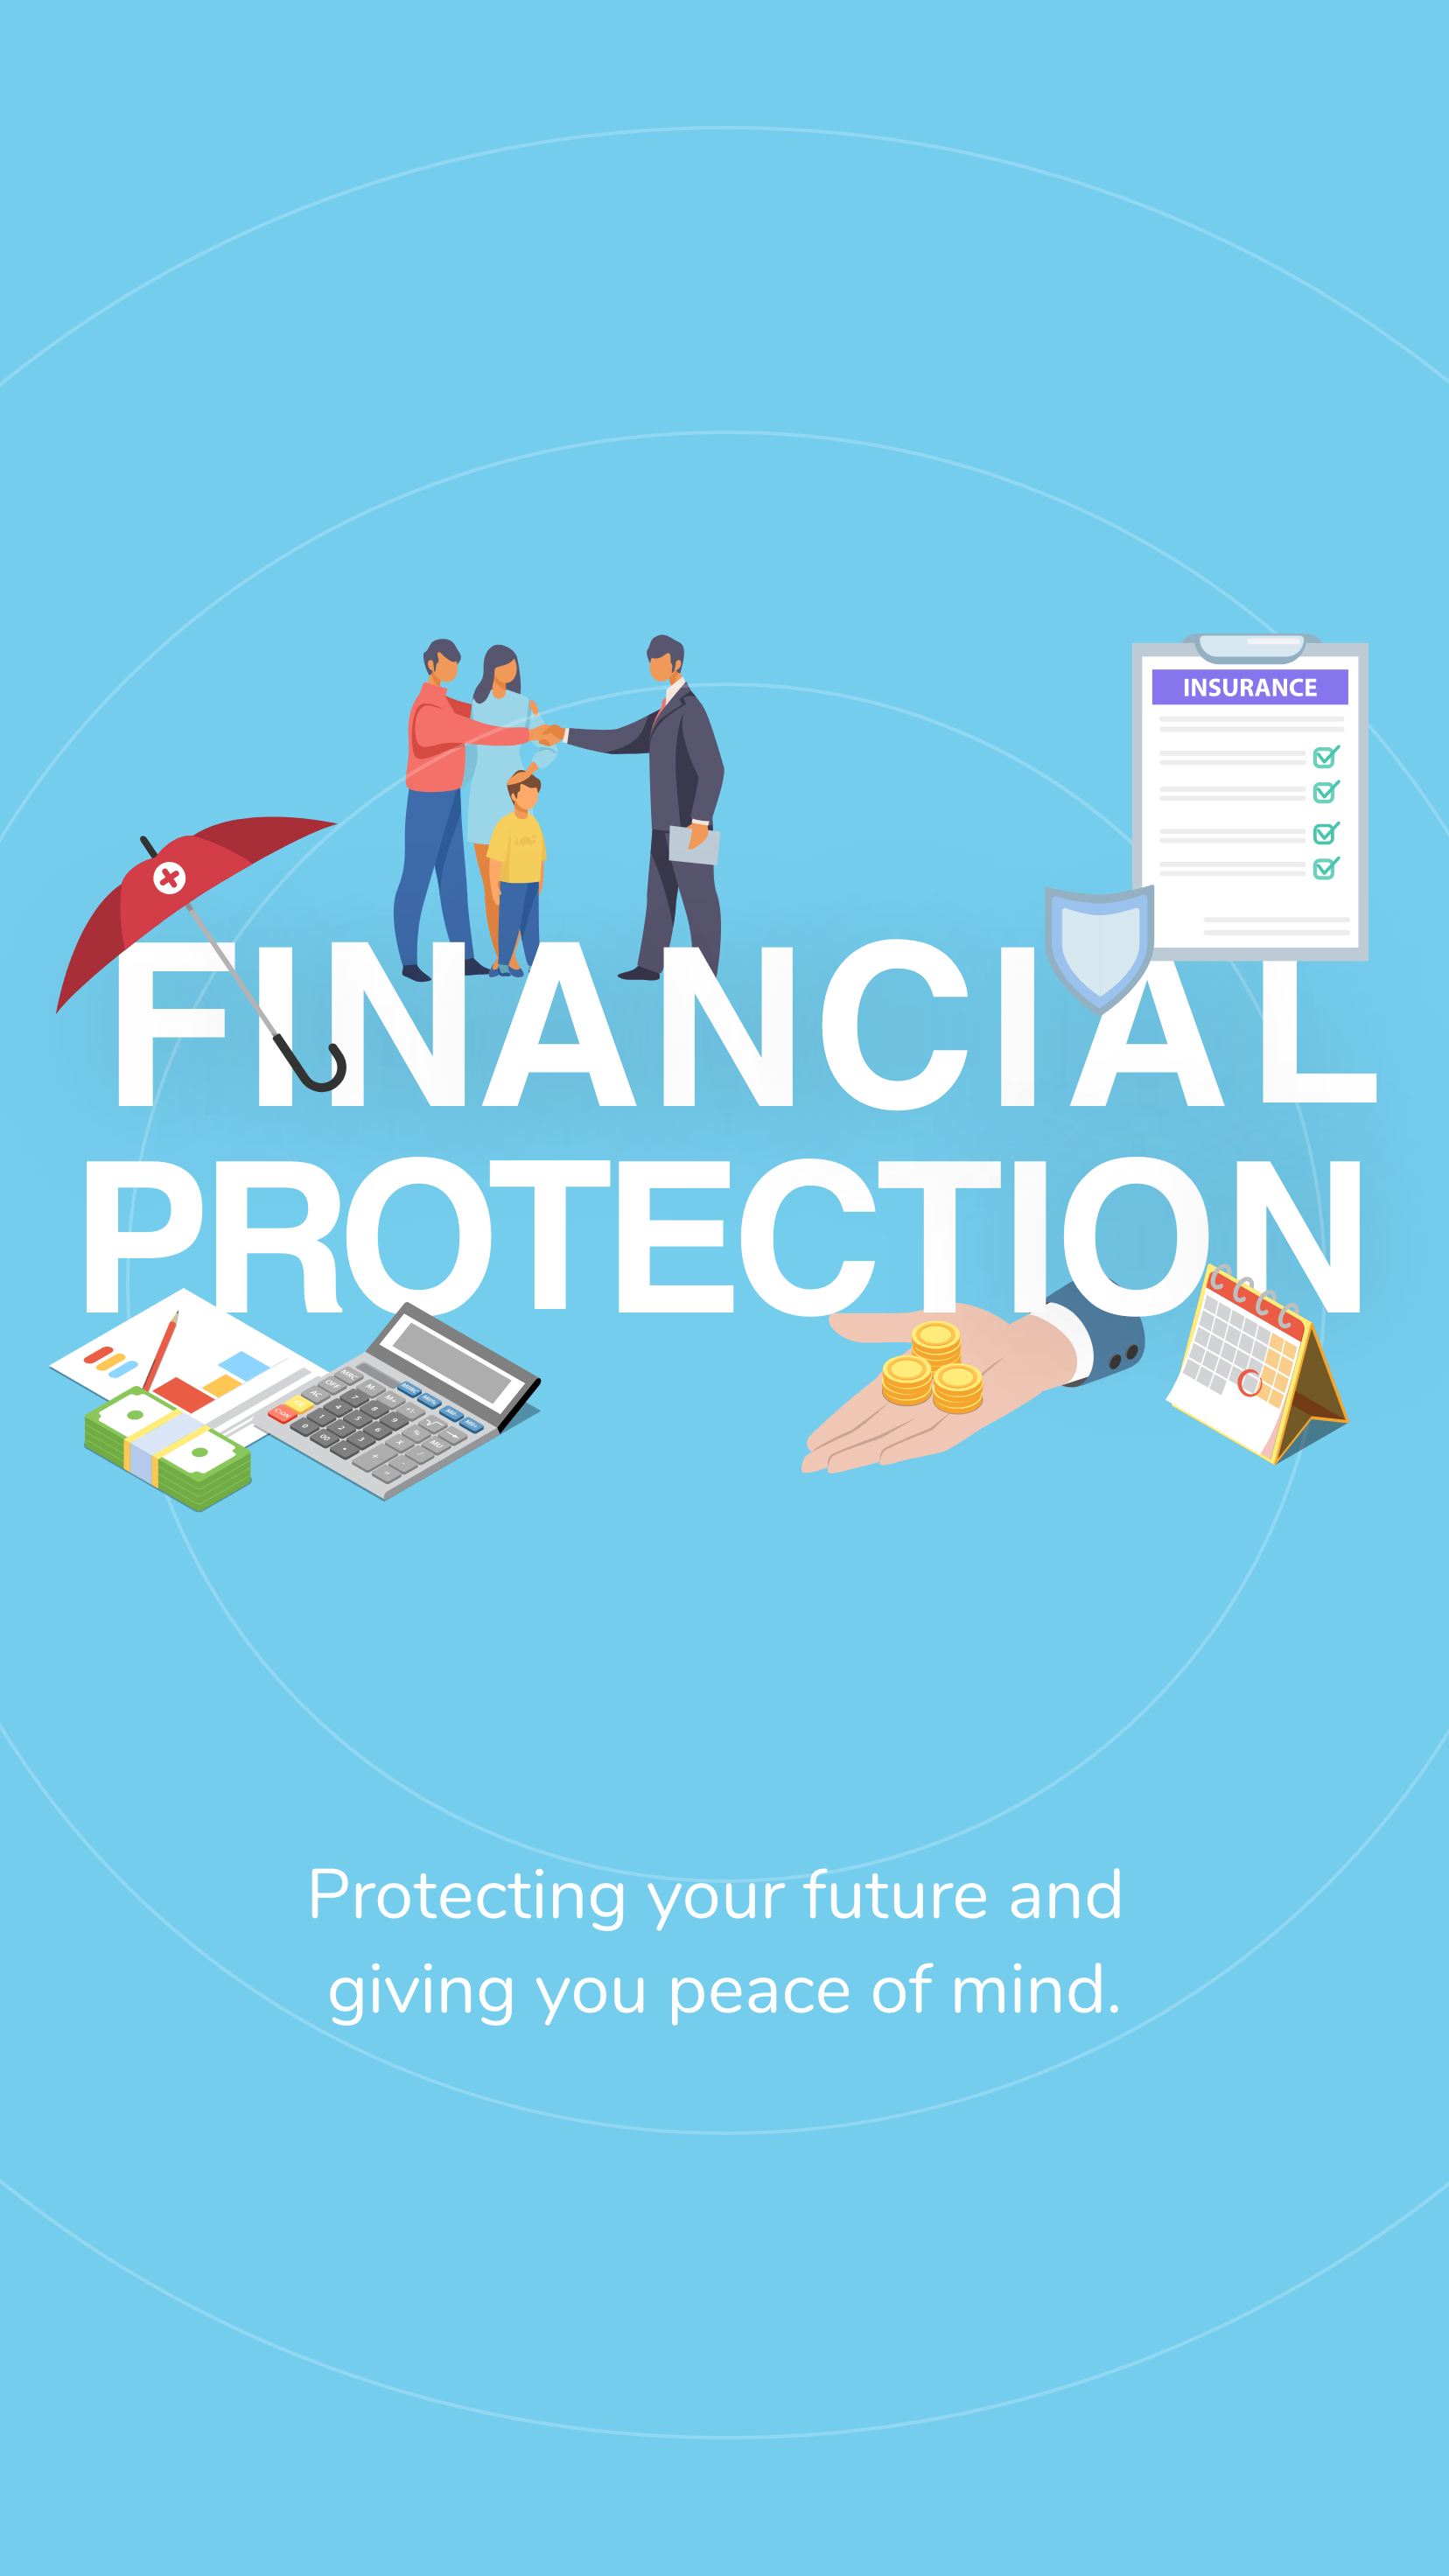 INSURANCE
FINANCIAL
PROTECTION
Protecting your future and
giving you peace of mind.